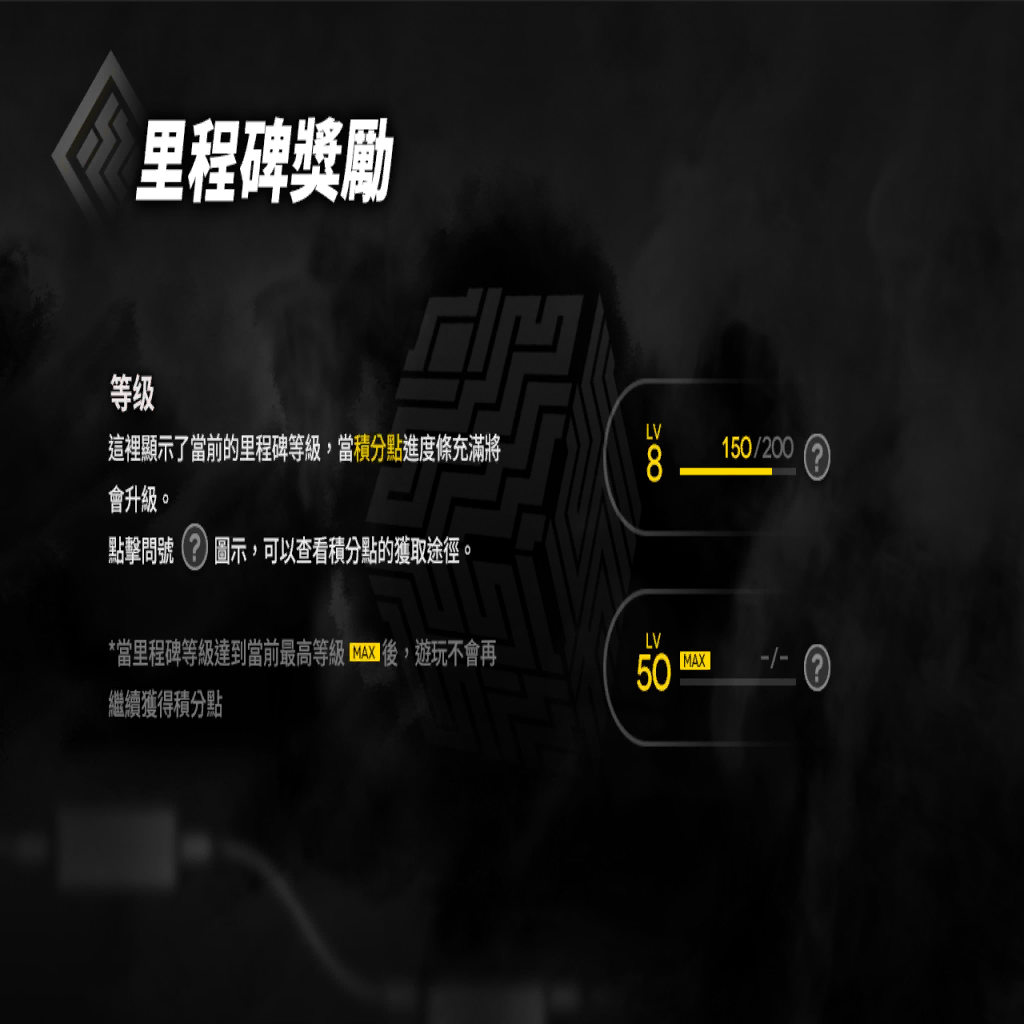 里程碑獎勵
等级
這裡顯示了當前的里程碑等級，當積分點進度條充滿將
會升級。
點擊問號 ? 圖示，可以查看積分點的獲取途徑。
*當里程碑等級達到當前最高等級 MAX 後，遊玩不會再
繼續獲得積分點
LV
8
150/200
?
LV
50
MAX
-/-
?